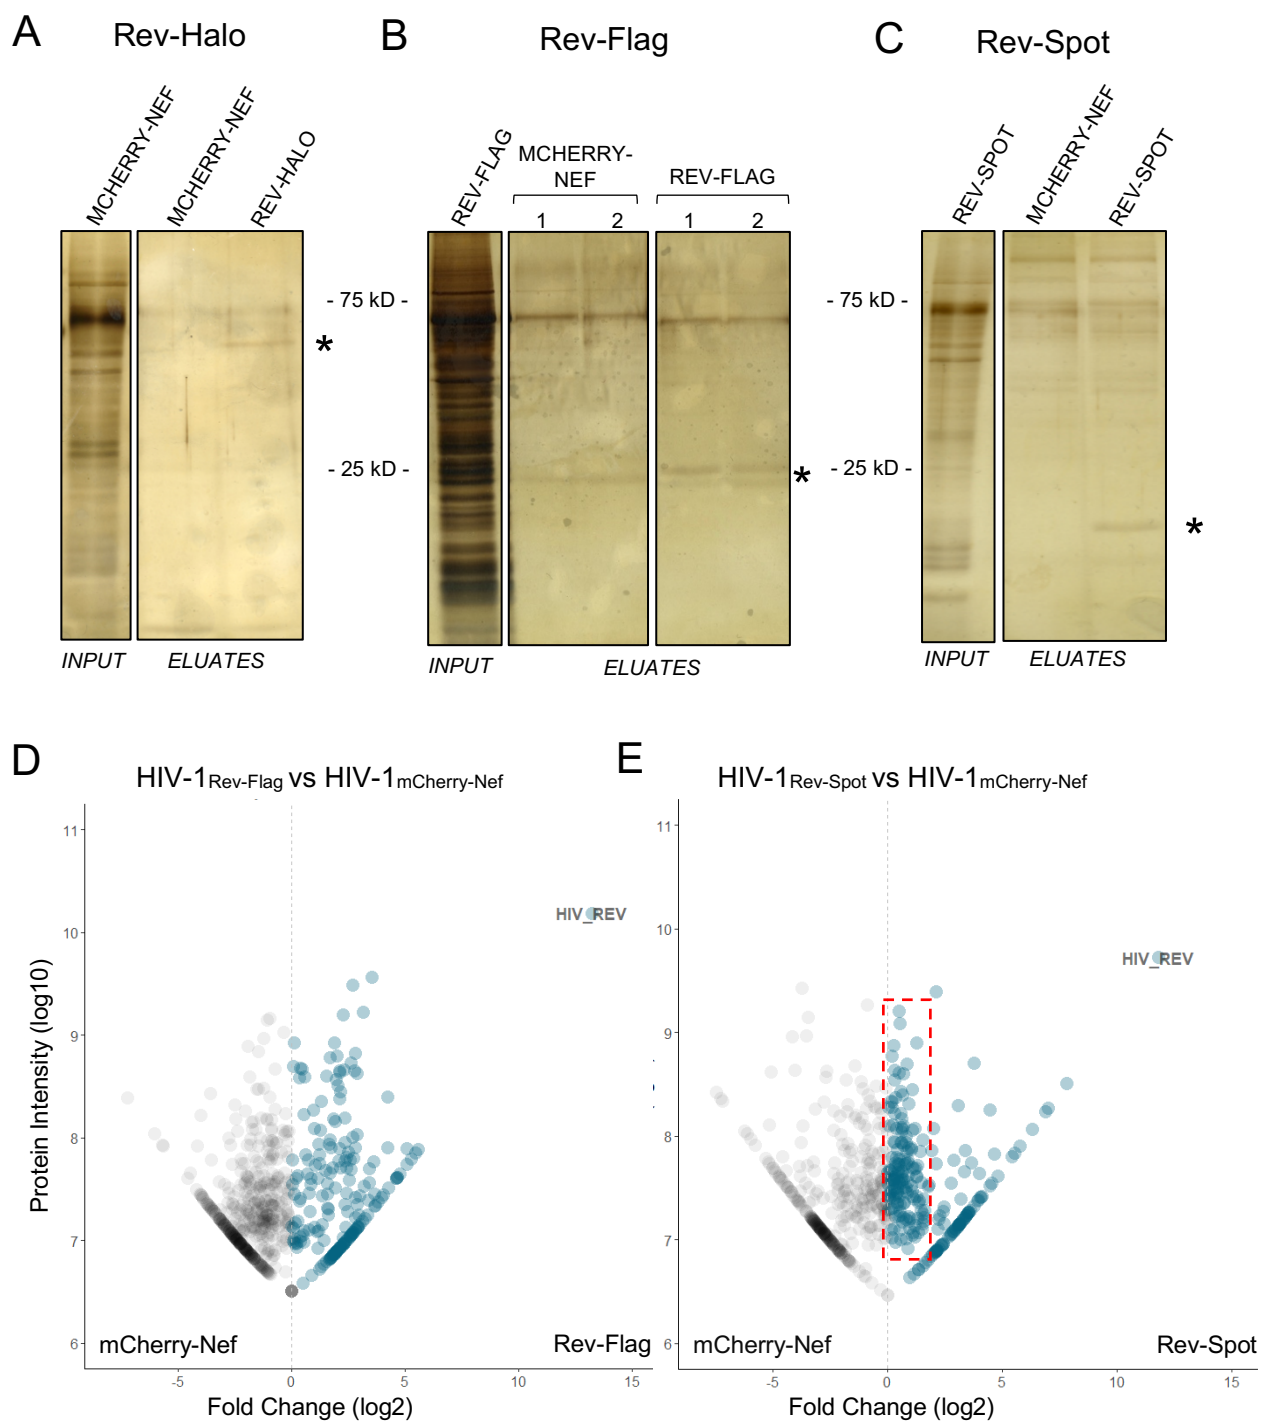 A
Rev-Halo
B
Rev-Flag
C
Rev-Spot
MCHERRY-NEF
MCHERRY-NEF
REV-HALO
REV-FLAG
MCHERRY-
NEF
REV-FLAG
1
2
1
2
REV-SPOT
MCHERRY-NEF
REV-SPOT
- 75 kD -
- 75 kD -
*
- 25 kD -
*
- 25 kD -
*
INPUT
ELUATES
INPUT
ELUATES
INPUT
ELUATES
D
HIV-1Rev-Flag vs HIV-1mCherry-Nef
Protein Intensity (log10)
11
10
9
8
7
6
HIV_REV
mCherry-Nef
Rev-Flag
-5
0
5
10
15
Fold Change (log2)
E
HIV-1Rev-Spot vs HIV-1mCherry-Nef
11
10
9
8
7
6
HIV_REV
mCherry-Nef
Rev-Spot
-5
0
5
10
15
Fold Change (log2)